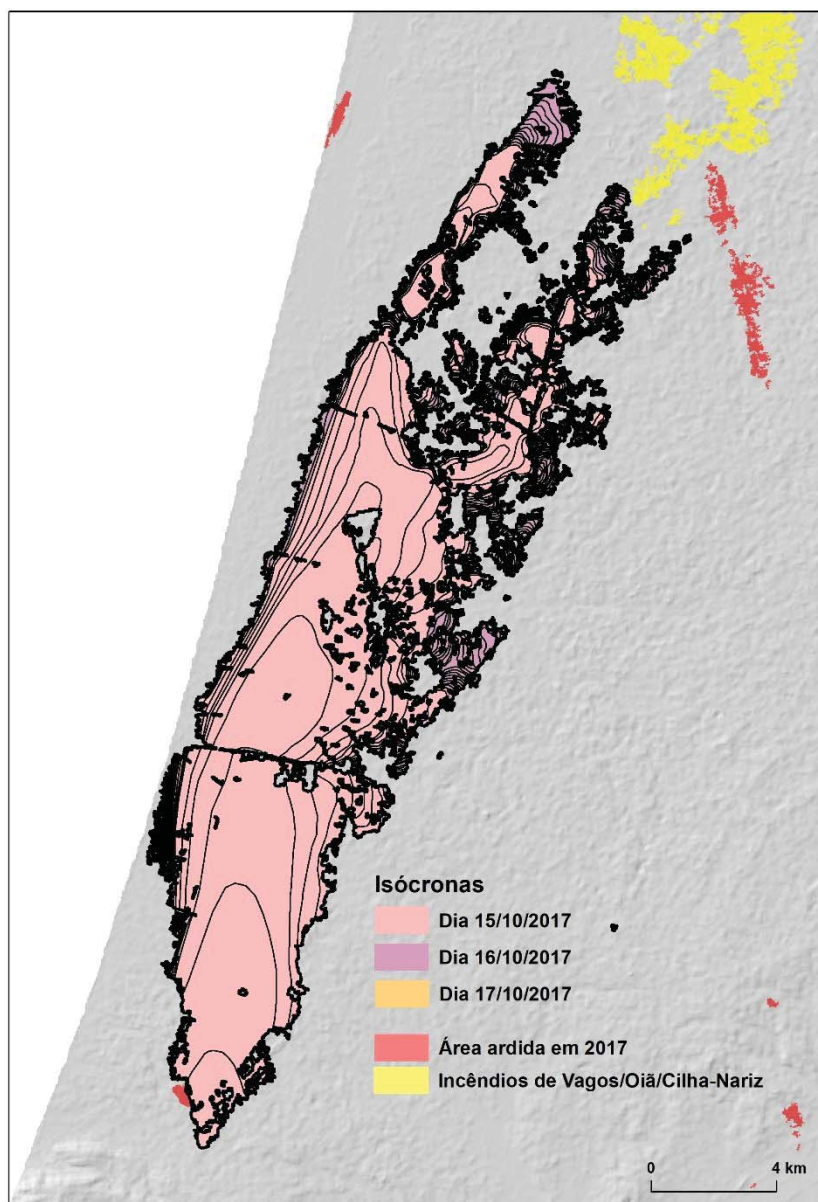 Isócronas
Dia 15/10/2017
Dia 16/10/2017
Dia 17/10/2017
Área ardida em 2017
Incêndios de Vagos/Oiã/Cilha-Nariz
0 4 km